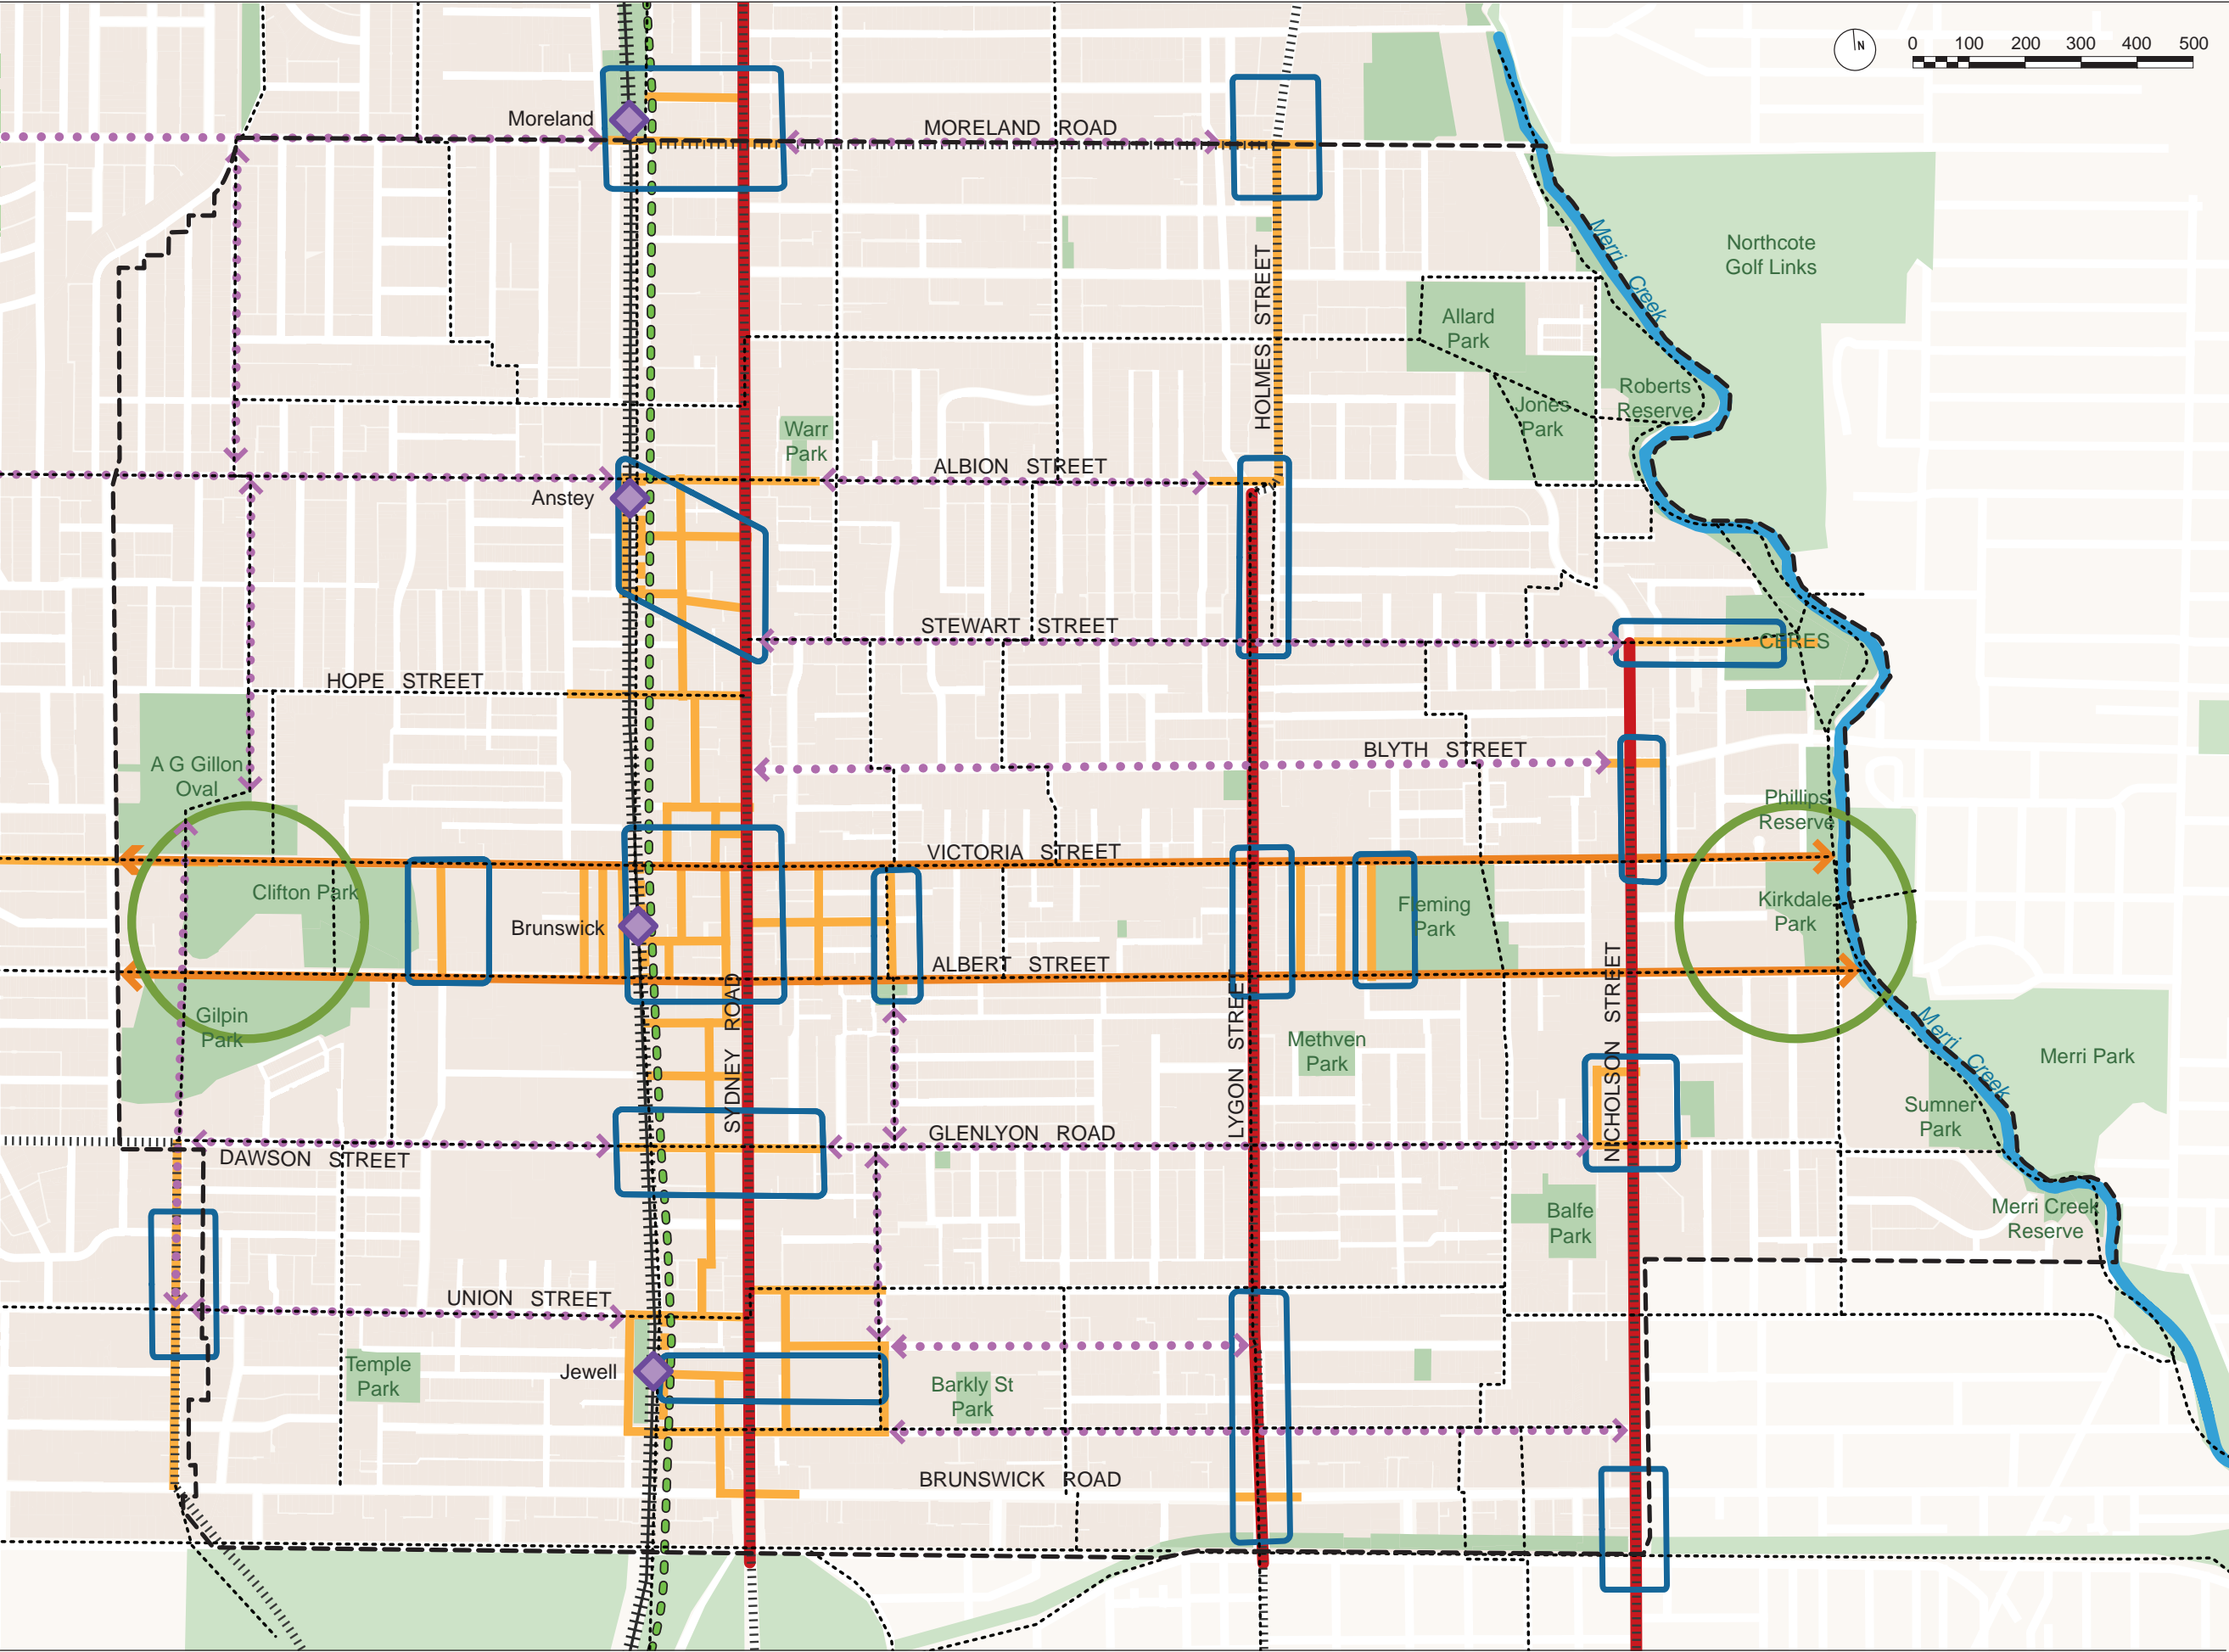 N
0 100 200 300 400 500
Moreland
MORELAND ROAD
Merri Creek
Northcote
Golf Links
HOLMES STREET
Allard
Park
Roberts
Reserve
Jones
Park
Warr
Park
ALBION STREET
Anstey
STEWART STREET
CERES
HOPE STREET
BLYTH STREET
A G Gillon
Oval
Phillips
Reserve
VICTORIA STREET
Clifton Park
Brunswick
Fleming
Park
Kirkdale
Park
ALBERT STREET
SYDNEY ROAD
LYGON STREET
NICHOLSON STREET
Gilpin
Park
Methven
Park
Merri Creek
Merri Park
Sumner
Park
GLENLYON ROAD
DAWSON STREET
Balfe
Park
Merri Creek
Reserve
UNION STREET
Temple
Park
Jewell
Barkly St
Park
BRUNSWICK ROAD